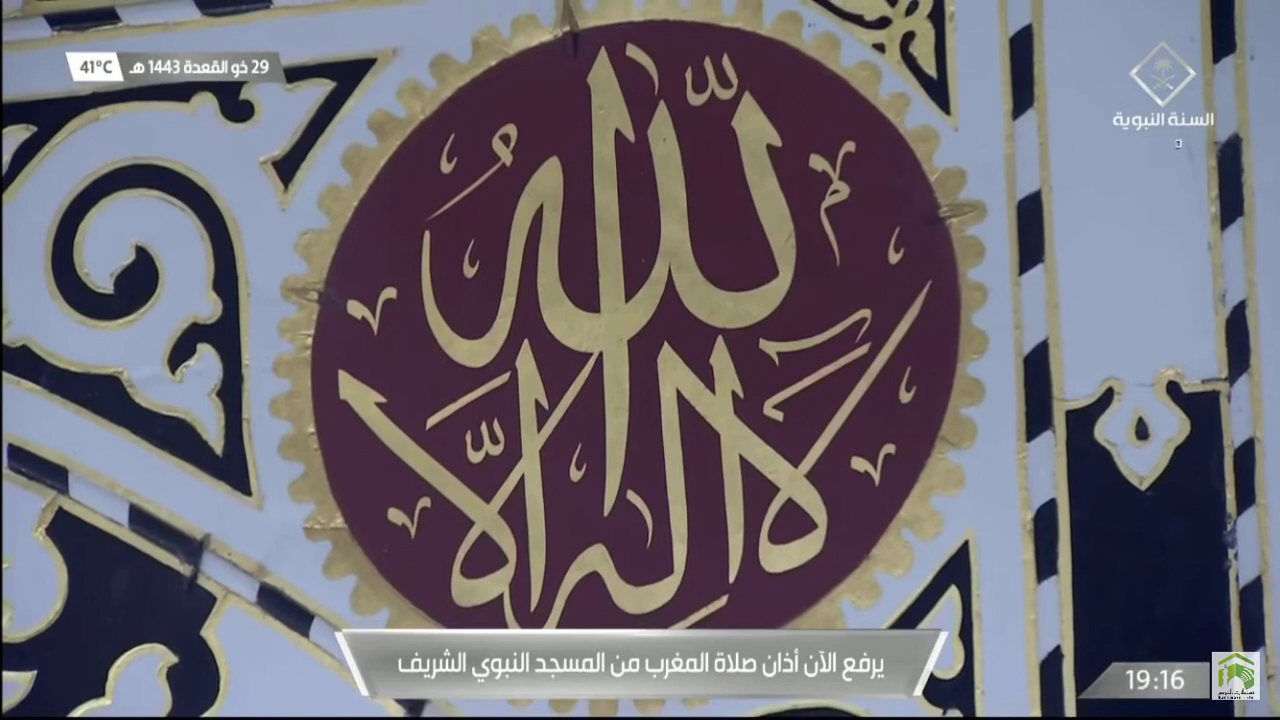 41°C
29 ذو القعدة 1443 هـ
السنة النبوية
لا إله إلا
الله
يرفع الآن أذان صلاة المغرب من المسجد النبوي الشريف
19:16